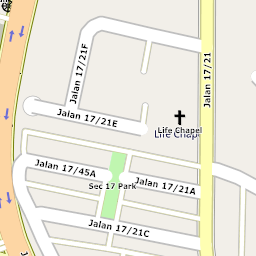 Jalan 17/21F
Jalan 17/21
Jalan 17/21E
Life Chapel
Life Chap
Jalan 17/45A
Sec 17 Park
Jalan 17/21A
Jalan 17/21C